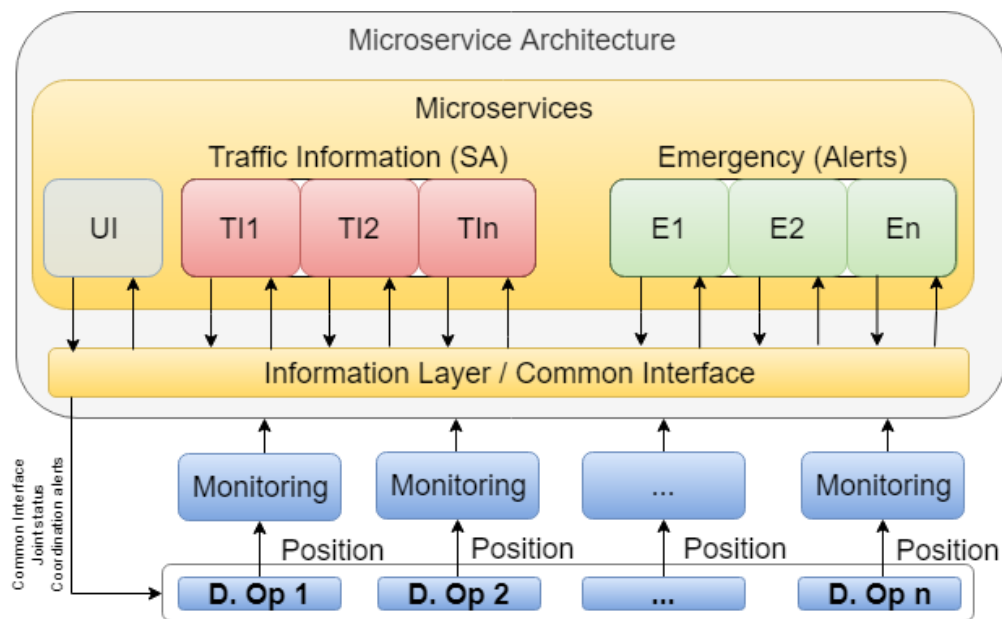 Microservice Architecture
Microservices
Traffic Information (SA)
Emergency (Alerts)
UI
TI1
TI2
TIn
E1
E2
En
Information Layer / Common Interface
Monitoring
Monitoring
...
Monitoring
Common Interface
Joint status
Coordination alerts
Position
Position
Position
Position
D. Op 1
D. Op 2
...
D. Op n